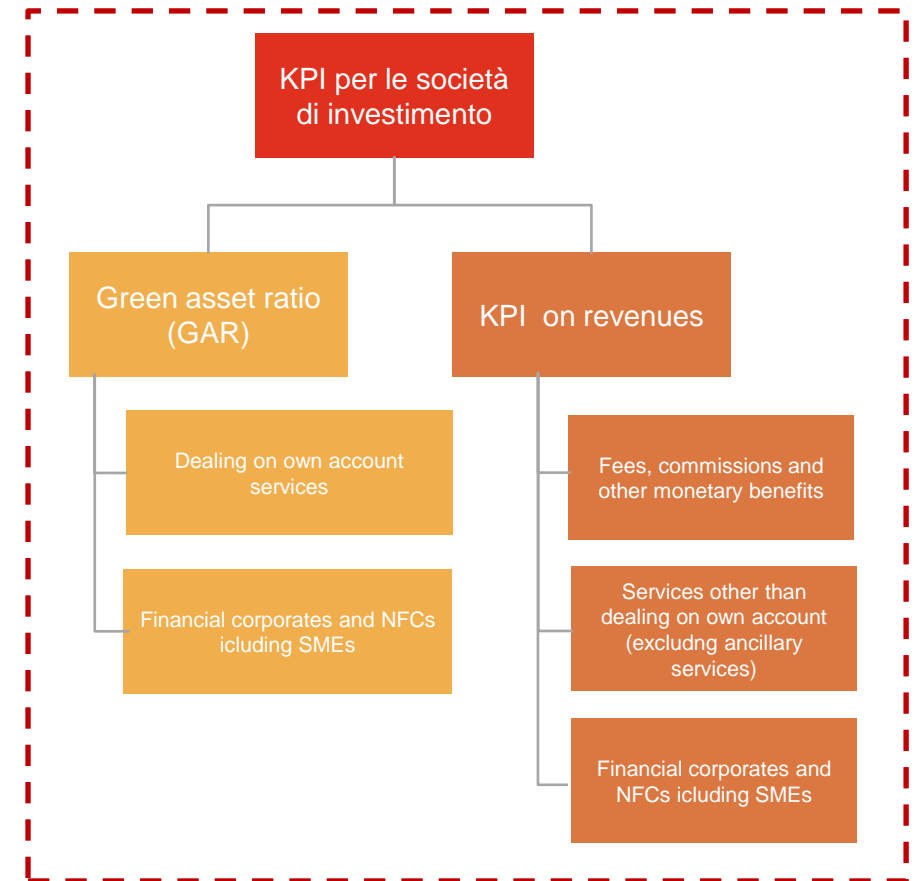 KPI per le società
di investimento
Green asset ratio
(GAR)
Dealing on own account
services
Financial corporates and NFCs
icluding SMEs
KPI on revenues
Fees, commissions and
other monetary benefits
Services other than
dealing on own account
(excludng ancillary
services)
Financial corporates and
NFCs icluding SMEs